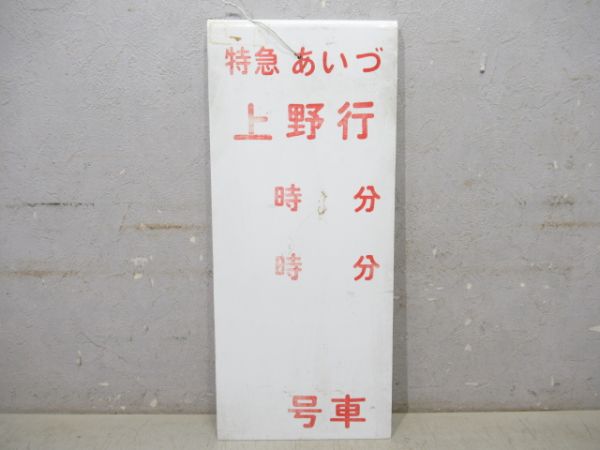 特急 あいづ
上野行
時 分
時 分
号車